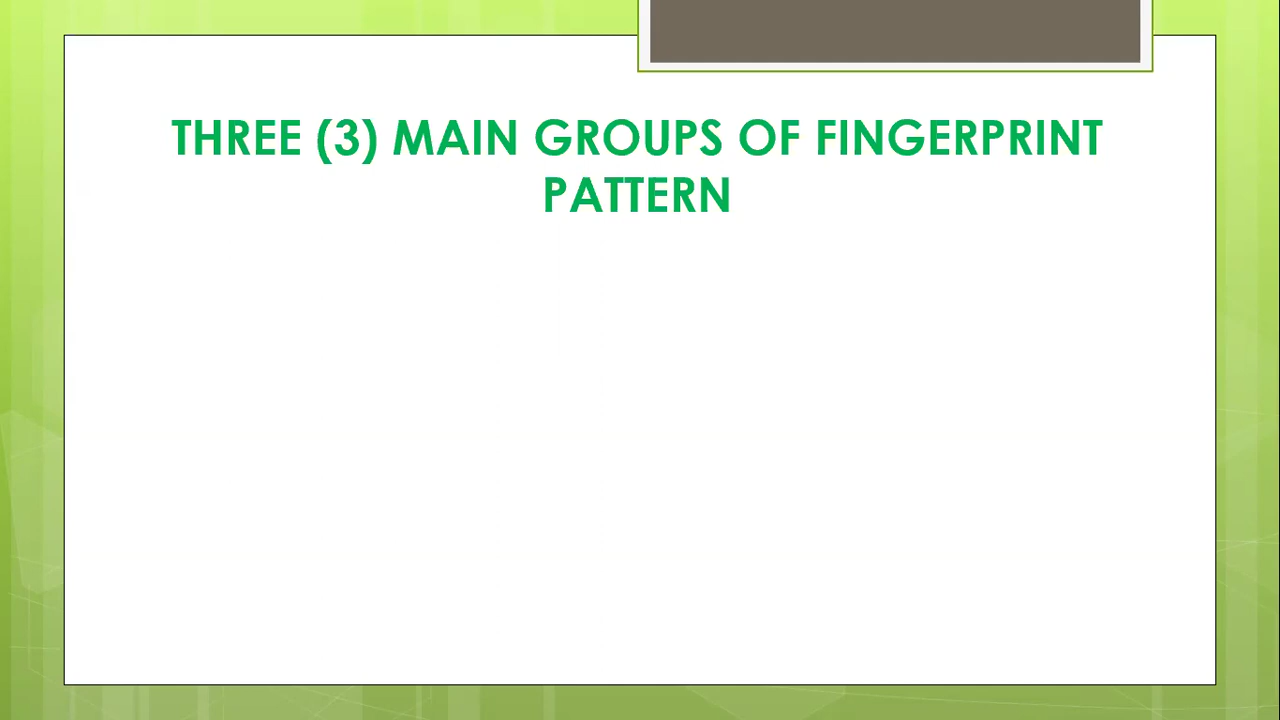 THREE (3) MAIN GROUPS OF FINGERPRINT
PATTERN